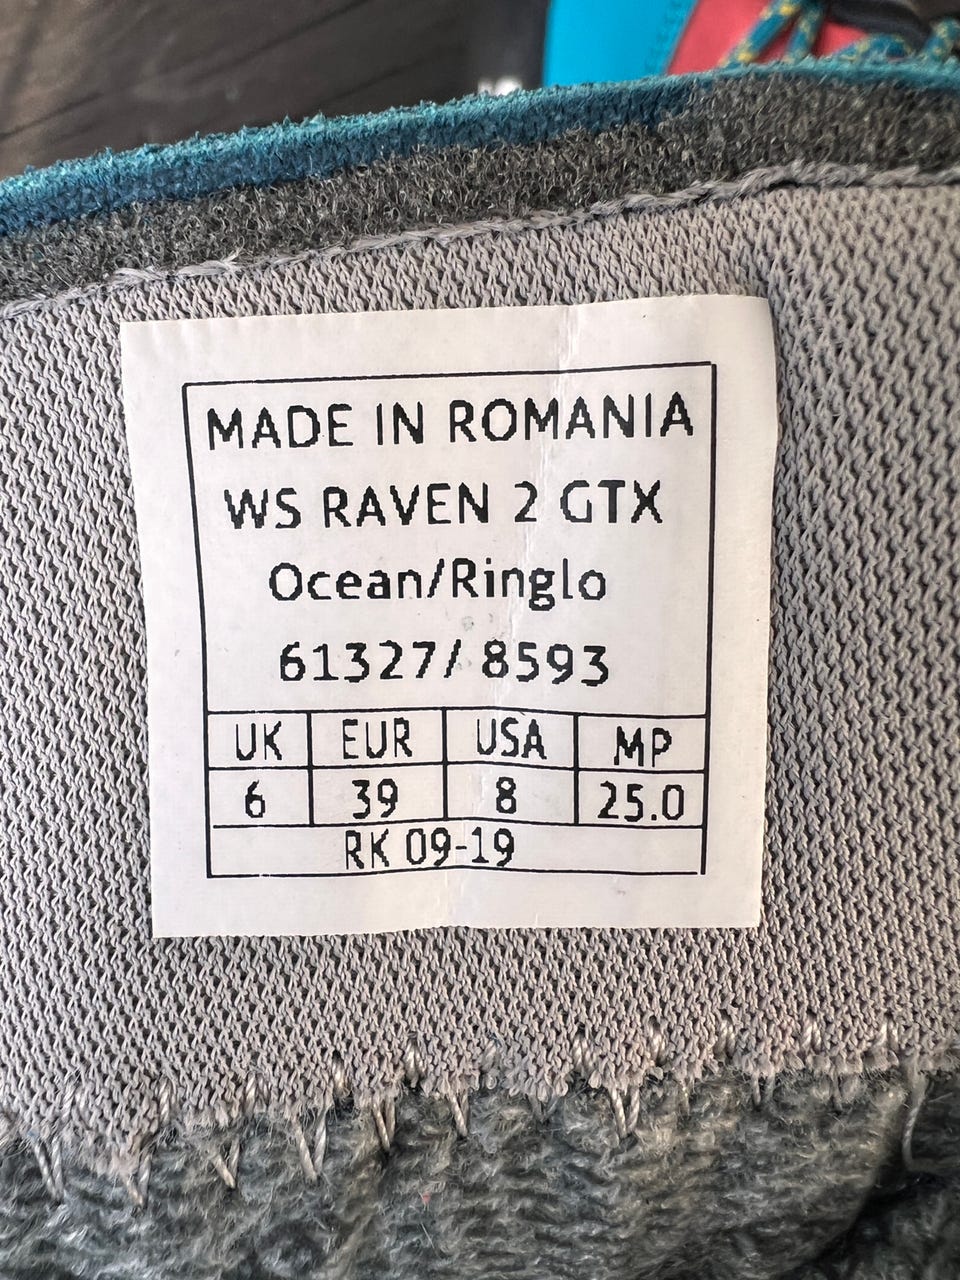 MADE IN ROMANIA
WS RAVEN 2 GTX
Ocean/Ringlo
61327/ 8593
UK EUR USA MP
6 39 8 25.0
RK 09-19